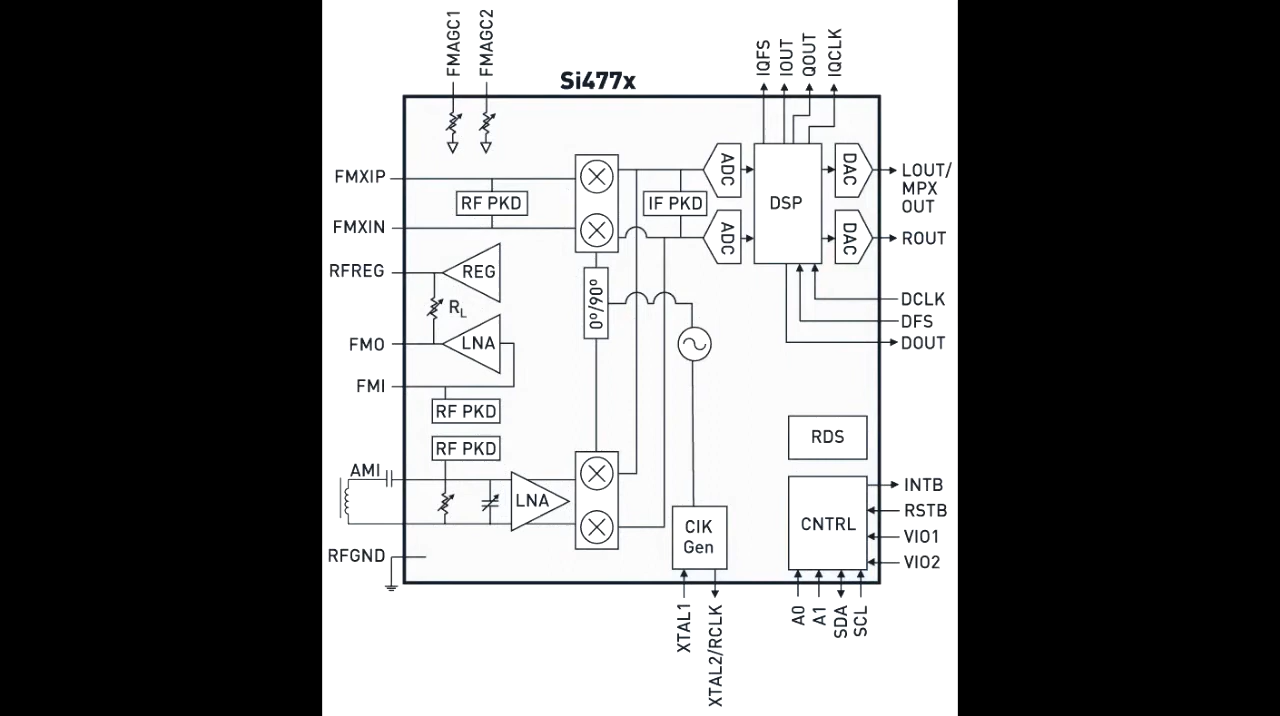 FMAGC1
FMAGC2
Si477x
IQFS
IOUT
QOUT
IQCLK
FMXIP
RF PKD
FMXIN
IF PKD
ADC
ADC
DSP
DAC
DAC
LOUT/
MPX
OUT
ROUT
RFREG
REG
RL
0°/90°
DCLK
DFS
DOUT
FMO
LNA
FMI
RF PKD
RF PKD
RDS
AMI
LNA
INTB
RSTB
VIO1
VIO2
CNTRL
CIK
Gen
RFGND
XTAL1
XTAL2/RCLK
A0
A1
SDA
SCL